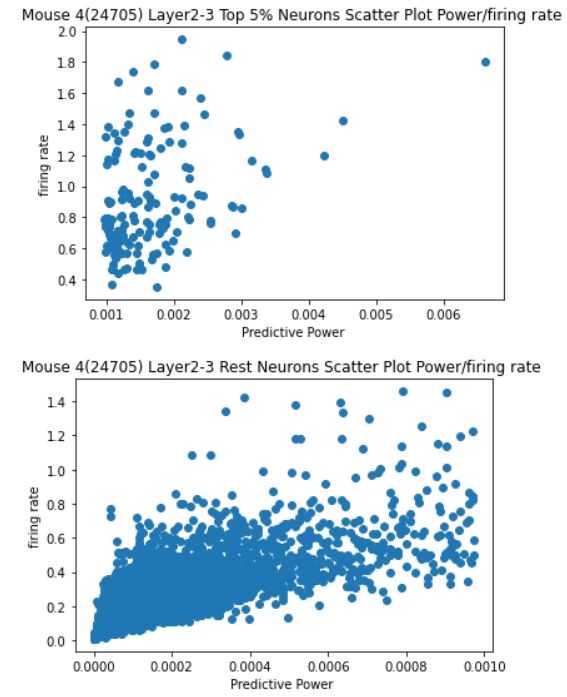 Mouse 4(24705) Layer2-3 Top 5% Neurons Scatter Plot Power/firing rate
2.0
1.8
1.6
1.4
1.2
1.0
0.8
0.6
0.4
firing rate
0.001 0.002 0.003 0.004 0.005 0.006
Predictive Power
Mouse 4(24705) Layer2-3 Rest Neurons Scatter Plot Power/firing rate
1.4
1.2
1.0
0.8
0.6
0.4
0.2
0.0
firing rate
0.0000 0.0002 0.0004 0.0006 0.0008 0.0010
Predictive Power